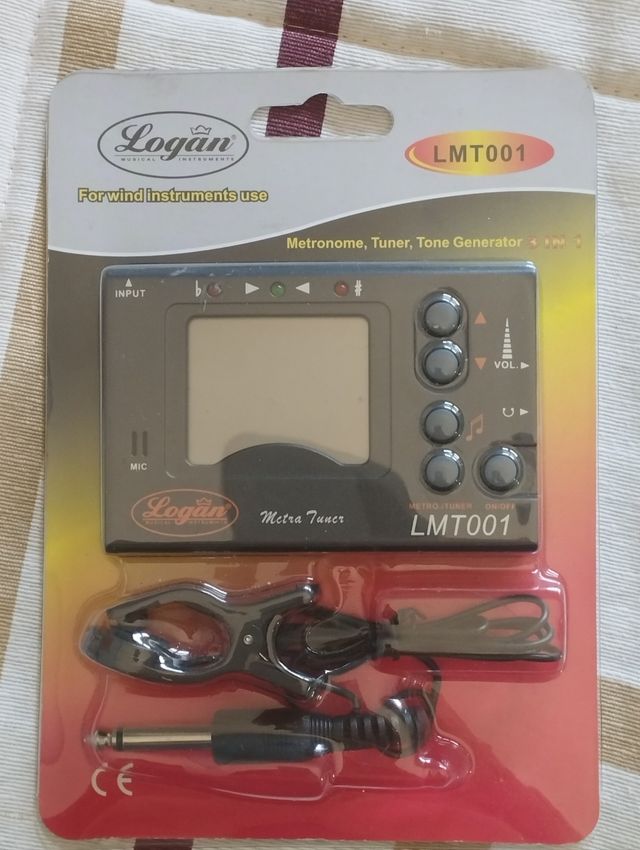 Logan®
MUSICAL INSTRUMENTS
LMT001
For wind instruments use
Metronome, Tuner, Tone Generator 3 IN 1
INPUT
♭
♯
VOL.
MIC
METRO./TUNER
ON/OFF
Logan®
MUSICAL INSTRUMENTS
Metra Tuner
LMT001
CE